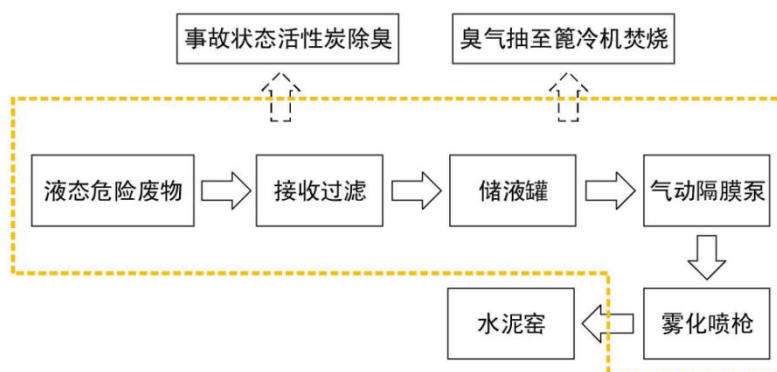 事故状态活性炭除臭
臭气抽至篦冷机焚烧
液态危险废物
接收过滤
储液罐
气动隔膜泵
水泥窑
雾化喷枪